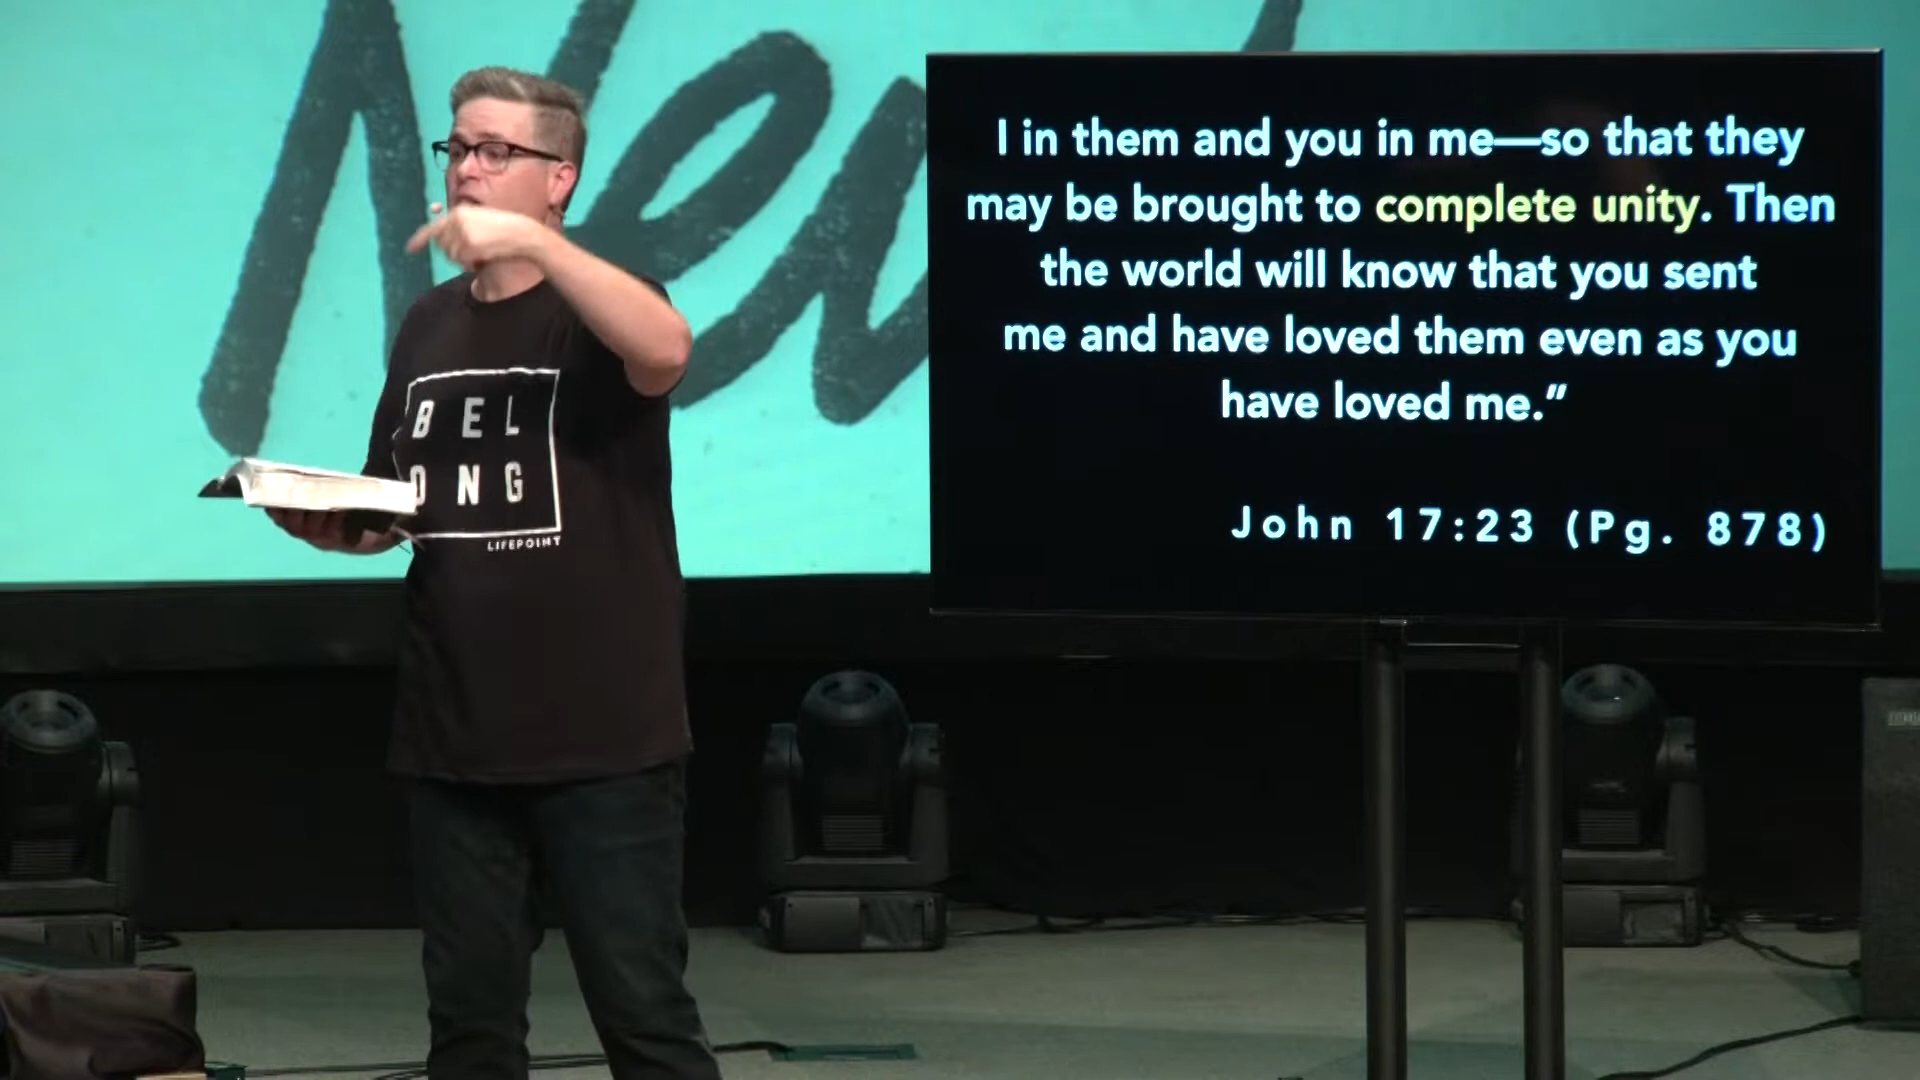 New
I in them and you in me—so that they
may be brought to complete unity. Then
the world will know that you sent
me and have loved them even as you
have loved me.”
John 17:23 (Pg. 878)
BEL
ONG
LIFEPOINT